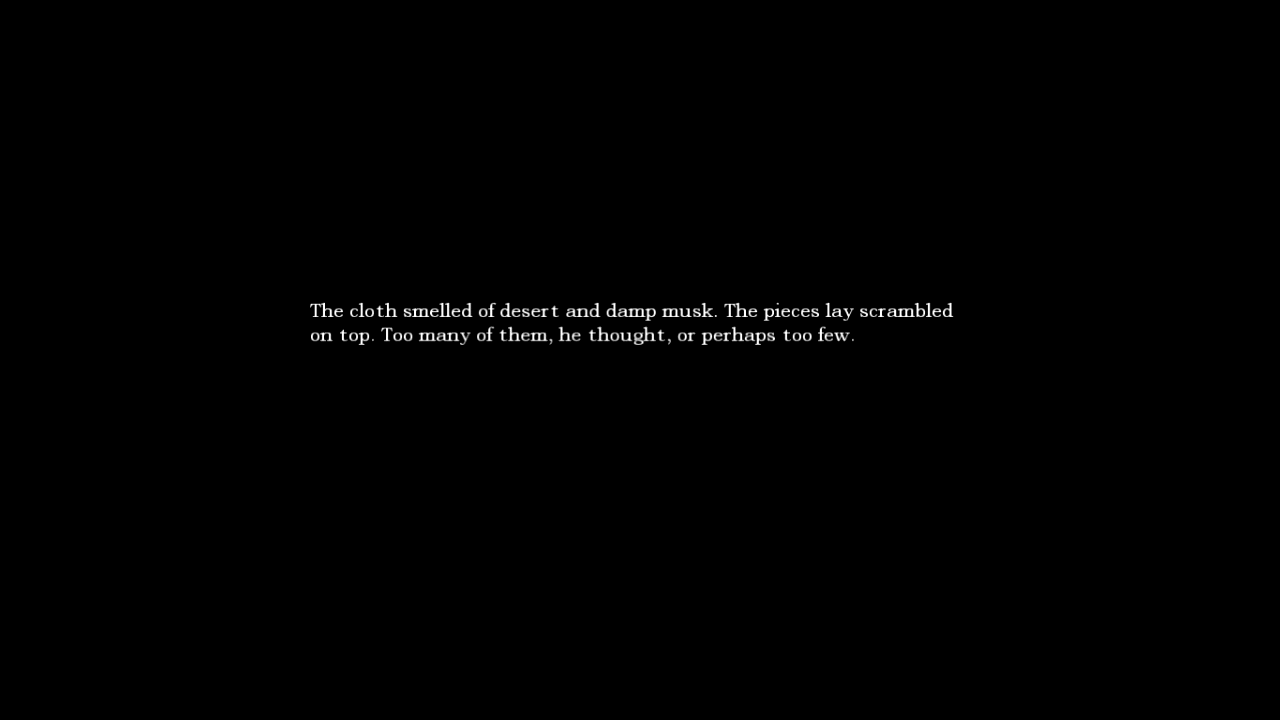 The cloth smelled of desert and damp musk. The pieces lay scrambled
on top. Too many of them, he thought, or perhaps too few.